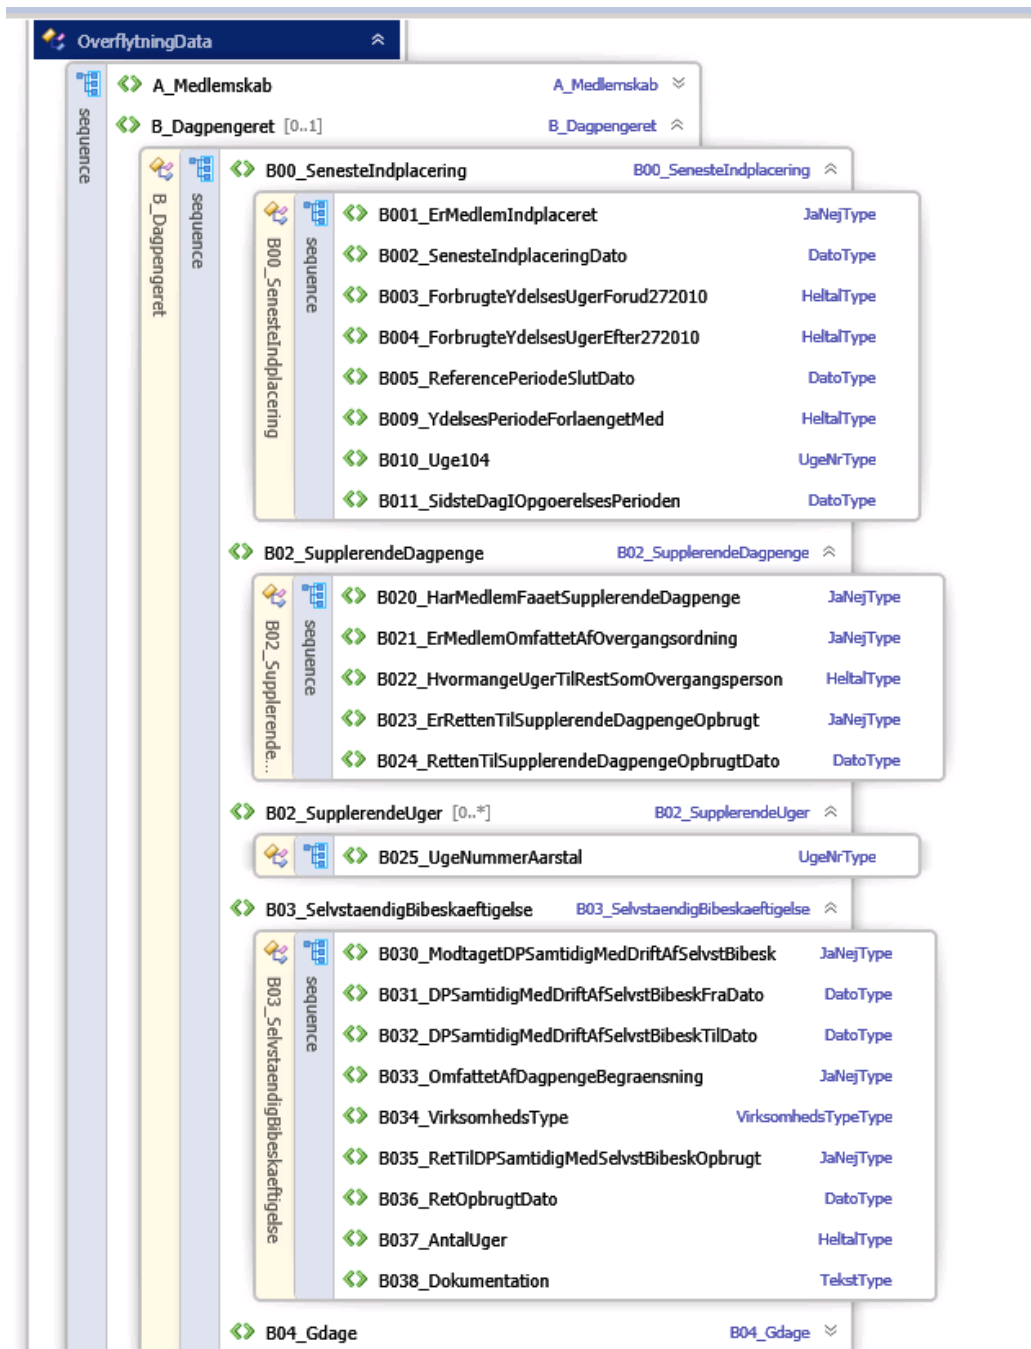 OverflytningData
sequence
A_Medlemskab A_Medlemskab
B_Dagpengeret [0..1] B_Dagpengeret
B_Dagpengeret
sequence
B00_SenesteIndplacering B00_SenesteIndplacering
B00_SenesteIndplacering
sequence
B001_ErMedlemIndplaceret JaNejType
B002_SenesteIndplaceringDato DatoType
B003_ForbrugteYdelsesUgerForud272010 HeltalType
B004_ForbrugteYdelsesUgerEfter272010 HeltalType
B005_ReferencePeriodeSlutDato DatoType
B009_YdelsesPeriodeForlaengetMed HeltalType
B010_Uge104 UgeNrType
B011_SidsteDagIOpgoerelsesPerioden DatoType
B02_SupplerendeDagpenge B02_SupplerendeDagpenge
B02_Supplerende...
sequence
B020_HarMedlemFaaetSupplerendeDagpenge JaNejType
B021_ErMedlemOmfattetAfOvergangsordning JaNejType
B022_HvormangeUgerTilRestSomOvergangsperson HeltalType
B023_ErRettenTilSupplerendeDagpengeOpbrugt JaNejType
B024_RettenTilSupplerendeDagpengeOpbrugtDato DatoType
B02_SupplerendeUger [0..*] B02_SupplerendeUger
B025_UgeNummerAarstal UgeNrType
B03_SelvstaendigBibeskaeftigelse B03_SelvstaendigBibeskaeftigelse
B03_SelvstaendigBibeskaeftigelse
sequence
B030_ModtagetDPSamtidigMedDriftAfSelvstBibesk JaNejType
B031_DPSamtidigMedDriftAfSelvstBibeskFraDato DatoType
B032_DPSamtidigMedDriftAfSelvstBibeskTilDato DatoType
B033_OmfattetAfDagpengeBegraensning JaNejType
B034_VirksomhedsType VirksomhedsTypeType
B035_RetTilDPSamtidigMedSelvstBibeskOpbrugt JaNejType
B036_RetOpbrugtDato DatoType
B037_AntalUger HeltalType
B038_Dokumentation TekstType
B04_Gdage B04_Gdage